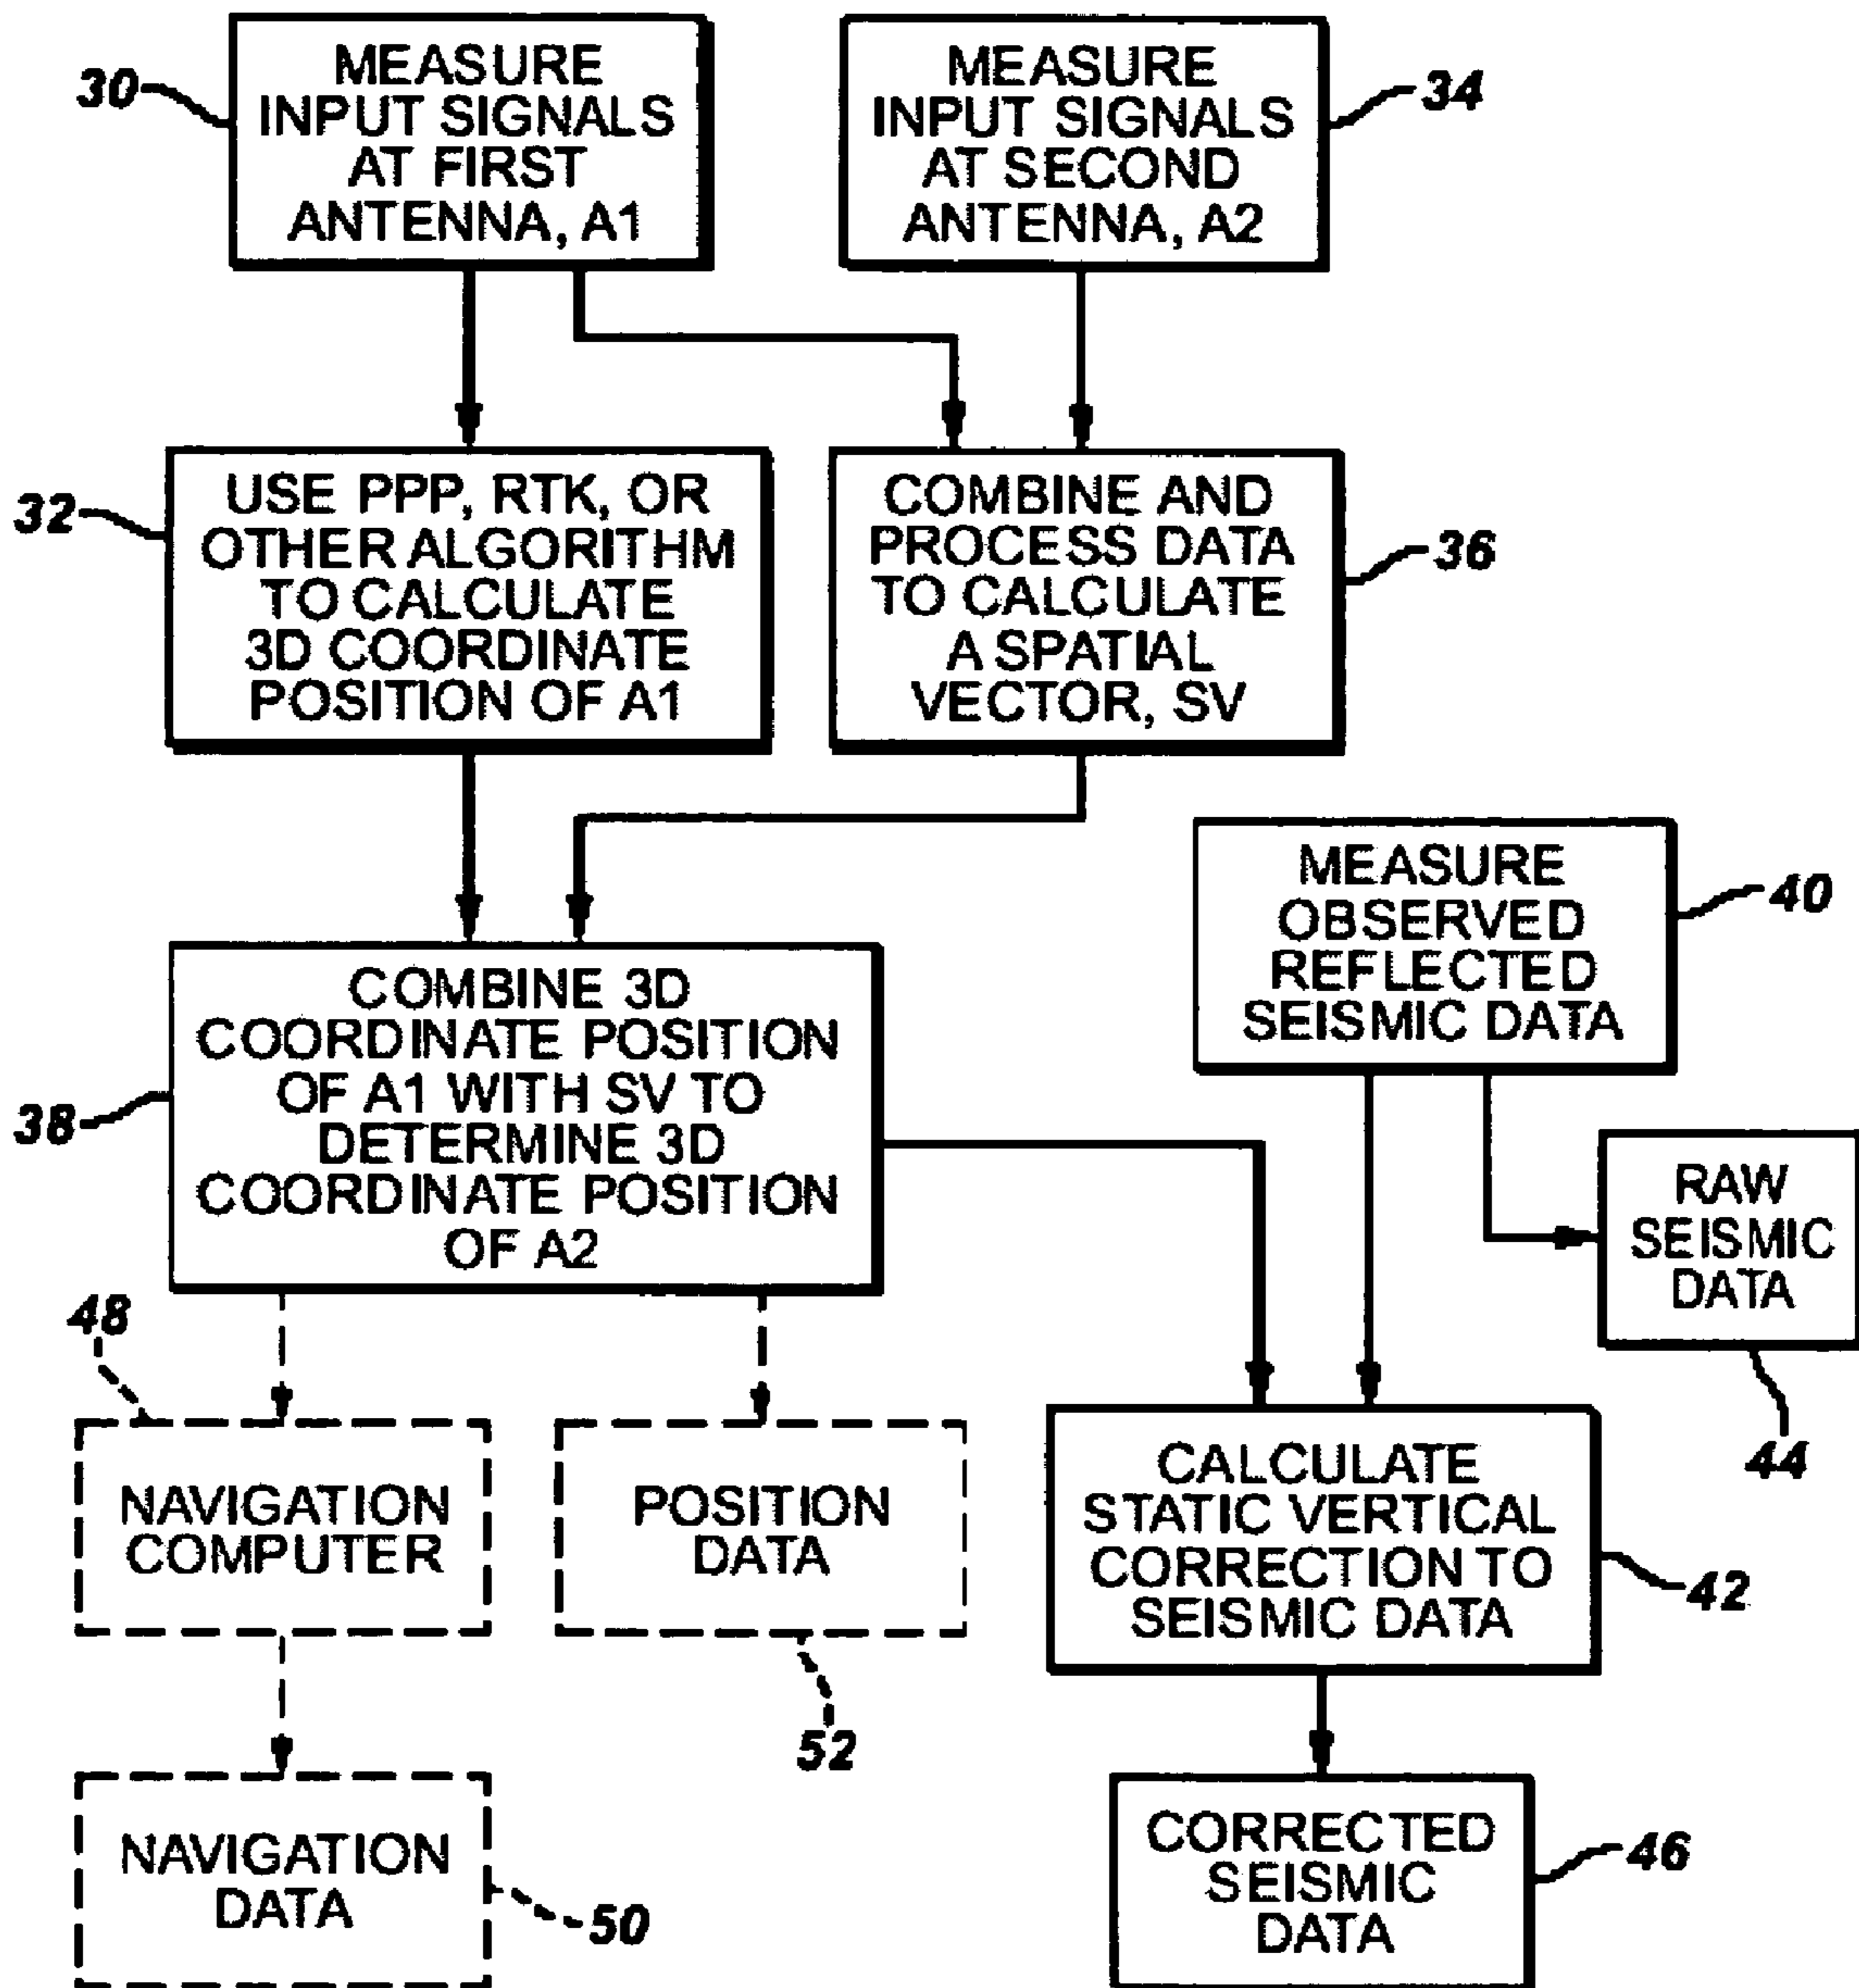 30
MEASURE
INPUT SIGNALS
AT FIRST
ANTENNA, A1
MEASURE
INPUT SIGNALS
AT SECOND
ANTENNA, A2
34
32
USE PPP, RTK, OR
OTHER ALGORITHM
TO CALCULATE
3D COORDINATE
POSITION OF A1
COMBINE AND
PROCESS DATA
TO CALCULATE
A SPATIAL
VECTOR, SV
36
MEASURE
OBSERVED
REFLECTED
SEISMIC DATA
40
38
COMBINE 3D
COORDINATE POSITION
OF A1 WITH SV TO
DETERMINE 3D
COORDINATE POSITION
OF A2
RAW
SEISMIC
DATA
44
48
NAVIGATION
COMPUTER
POSITION
DATA
52
CALCULATE
STATIC VERTICAL
CORRECTION TO
SEISMIC DATA
42
NAVIGATION
DATA
50
CORRECTED
SEISMIC
DATA
46